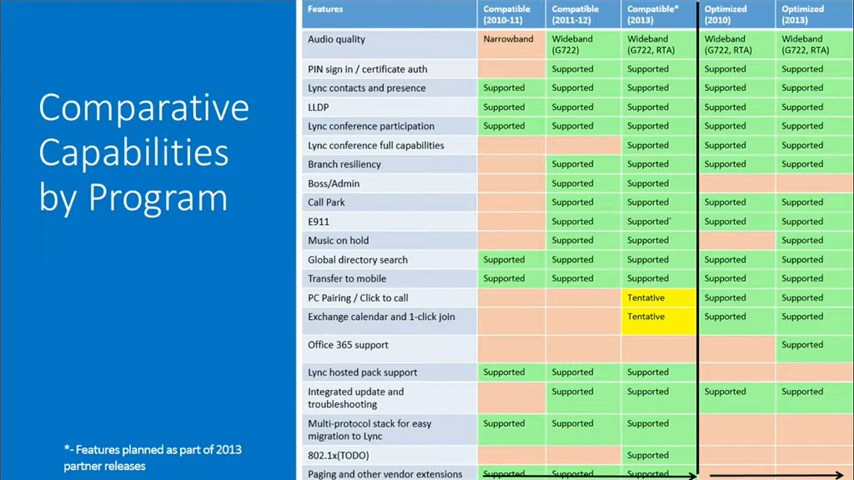 Comparative
Capabilities
by Program
*- Features planned as part of 2013
partner releases
Features Compatible (2010-11) Compatible (2011-12) Compatible* (2013) Optimized (2010) Optimized (2013)
Audio quality Narrowband Wideband (G722) Wideband (G722, RTA) Wideband (G722, RTA) Wideband (G722, RTA)
PIN sign in / certificate auth Supported Supported Supported Supported
Lync contacts and presence Supported Supported Supported Supported Supported
LLDP Supported Supported Supported Supported Supported
Lync conference participation Supported Supported Supported Supported Supported
Lync conference full capabilities Supported Supported Supported
Branch resiliency Supported Supported Supported Supported
Boss/Admin Supported Supported
Call Park Supported Supported Supported Supported
E911 Supported Supported` Supported Supported
Music on hold Supported Supported Supported
Global directory search Supported Supported Supported Supported Supported
Transfer to mobile Supported Supported Supported Supported Supported
PC Pairing / Click to call Tentative Supported Supported
Exchange calendar and 1-click join Tentative Supported Supported
Office 365 support Supported
Lync hosted pack support Supported Supported Supported
Integrated update and troubleshooting Supported Supported Supported Supported
Multi-protocol stack for easy migration to Lync Supported Supported Supported
802.1x(TODO) Supported
Paging and other vendor extensions Supported Supported Supported